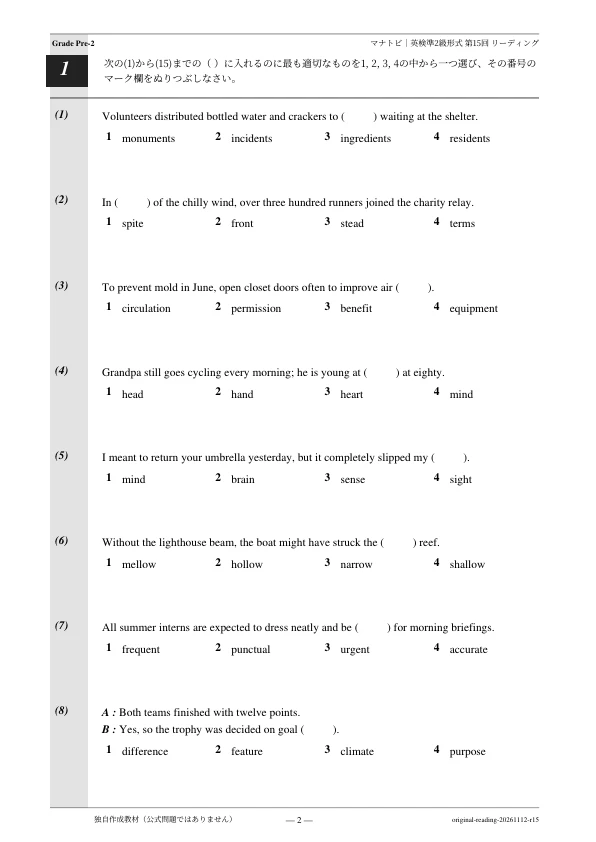 Grade Pre-2 マナトビ｜英検準2級形式 第15回 リーディング
1 次の(1)から(15)までの（ ）に入れるのに最も適切なものを1, 2, 3, 4の中から一つ選び、その番号の
マーク欄をぬりつぶしなさい。
(1) Volunteers distributed bottled water and crackers to ( ) waiting at the shelter.
1 monuments 2 incidents 3 ingredients 4 residents
(2) In ( ) of the chilly wind, over three hundred runners joined the charity relay.
1 spite 2 front 3 stead 4 terms
(3) To prevent mold in June, open closet doors often to improve air ( ).
1 circulation 2 permission 3 benefit 4 equipment
(4) Grandpa still goes cycling every morning; he is young at ( ) at eighty.
1 head 2 hand 3 heart 4 mind
(5) I meant to return your umbrella yesterday, but it completely slipped my ( ).
1 mind 2 brain 3 sense 4 sight
(6) Without the lighthouse beam, the boat might have struck the ( ) reef.
1 mellow 2 hollow 3 narrow 4 shallow
(7) All summer interns are expected to dress neatly and be ( ) for morning briefings.
1 frequent 2 punctual 3 urgent 4 accurate
(8) A : Both teams finished with twelve points.
B : Yes, so the trophy was decided on goal ( ).
1 difference 2 feature 3 climate 4 purpose
独自作成教材（公式問題ではありません） — 2 — original-reading-20261112-r15